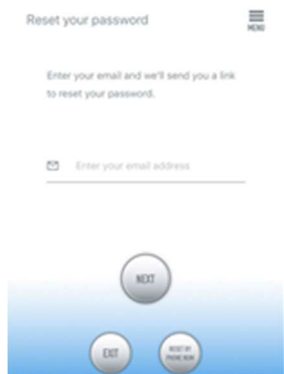 Reset your password
MENU
Enter your email and we'll send you a link
to reset your password.
Enter your email address
NEXT
EXIT
RESET BY
PHONE NUM